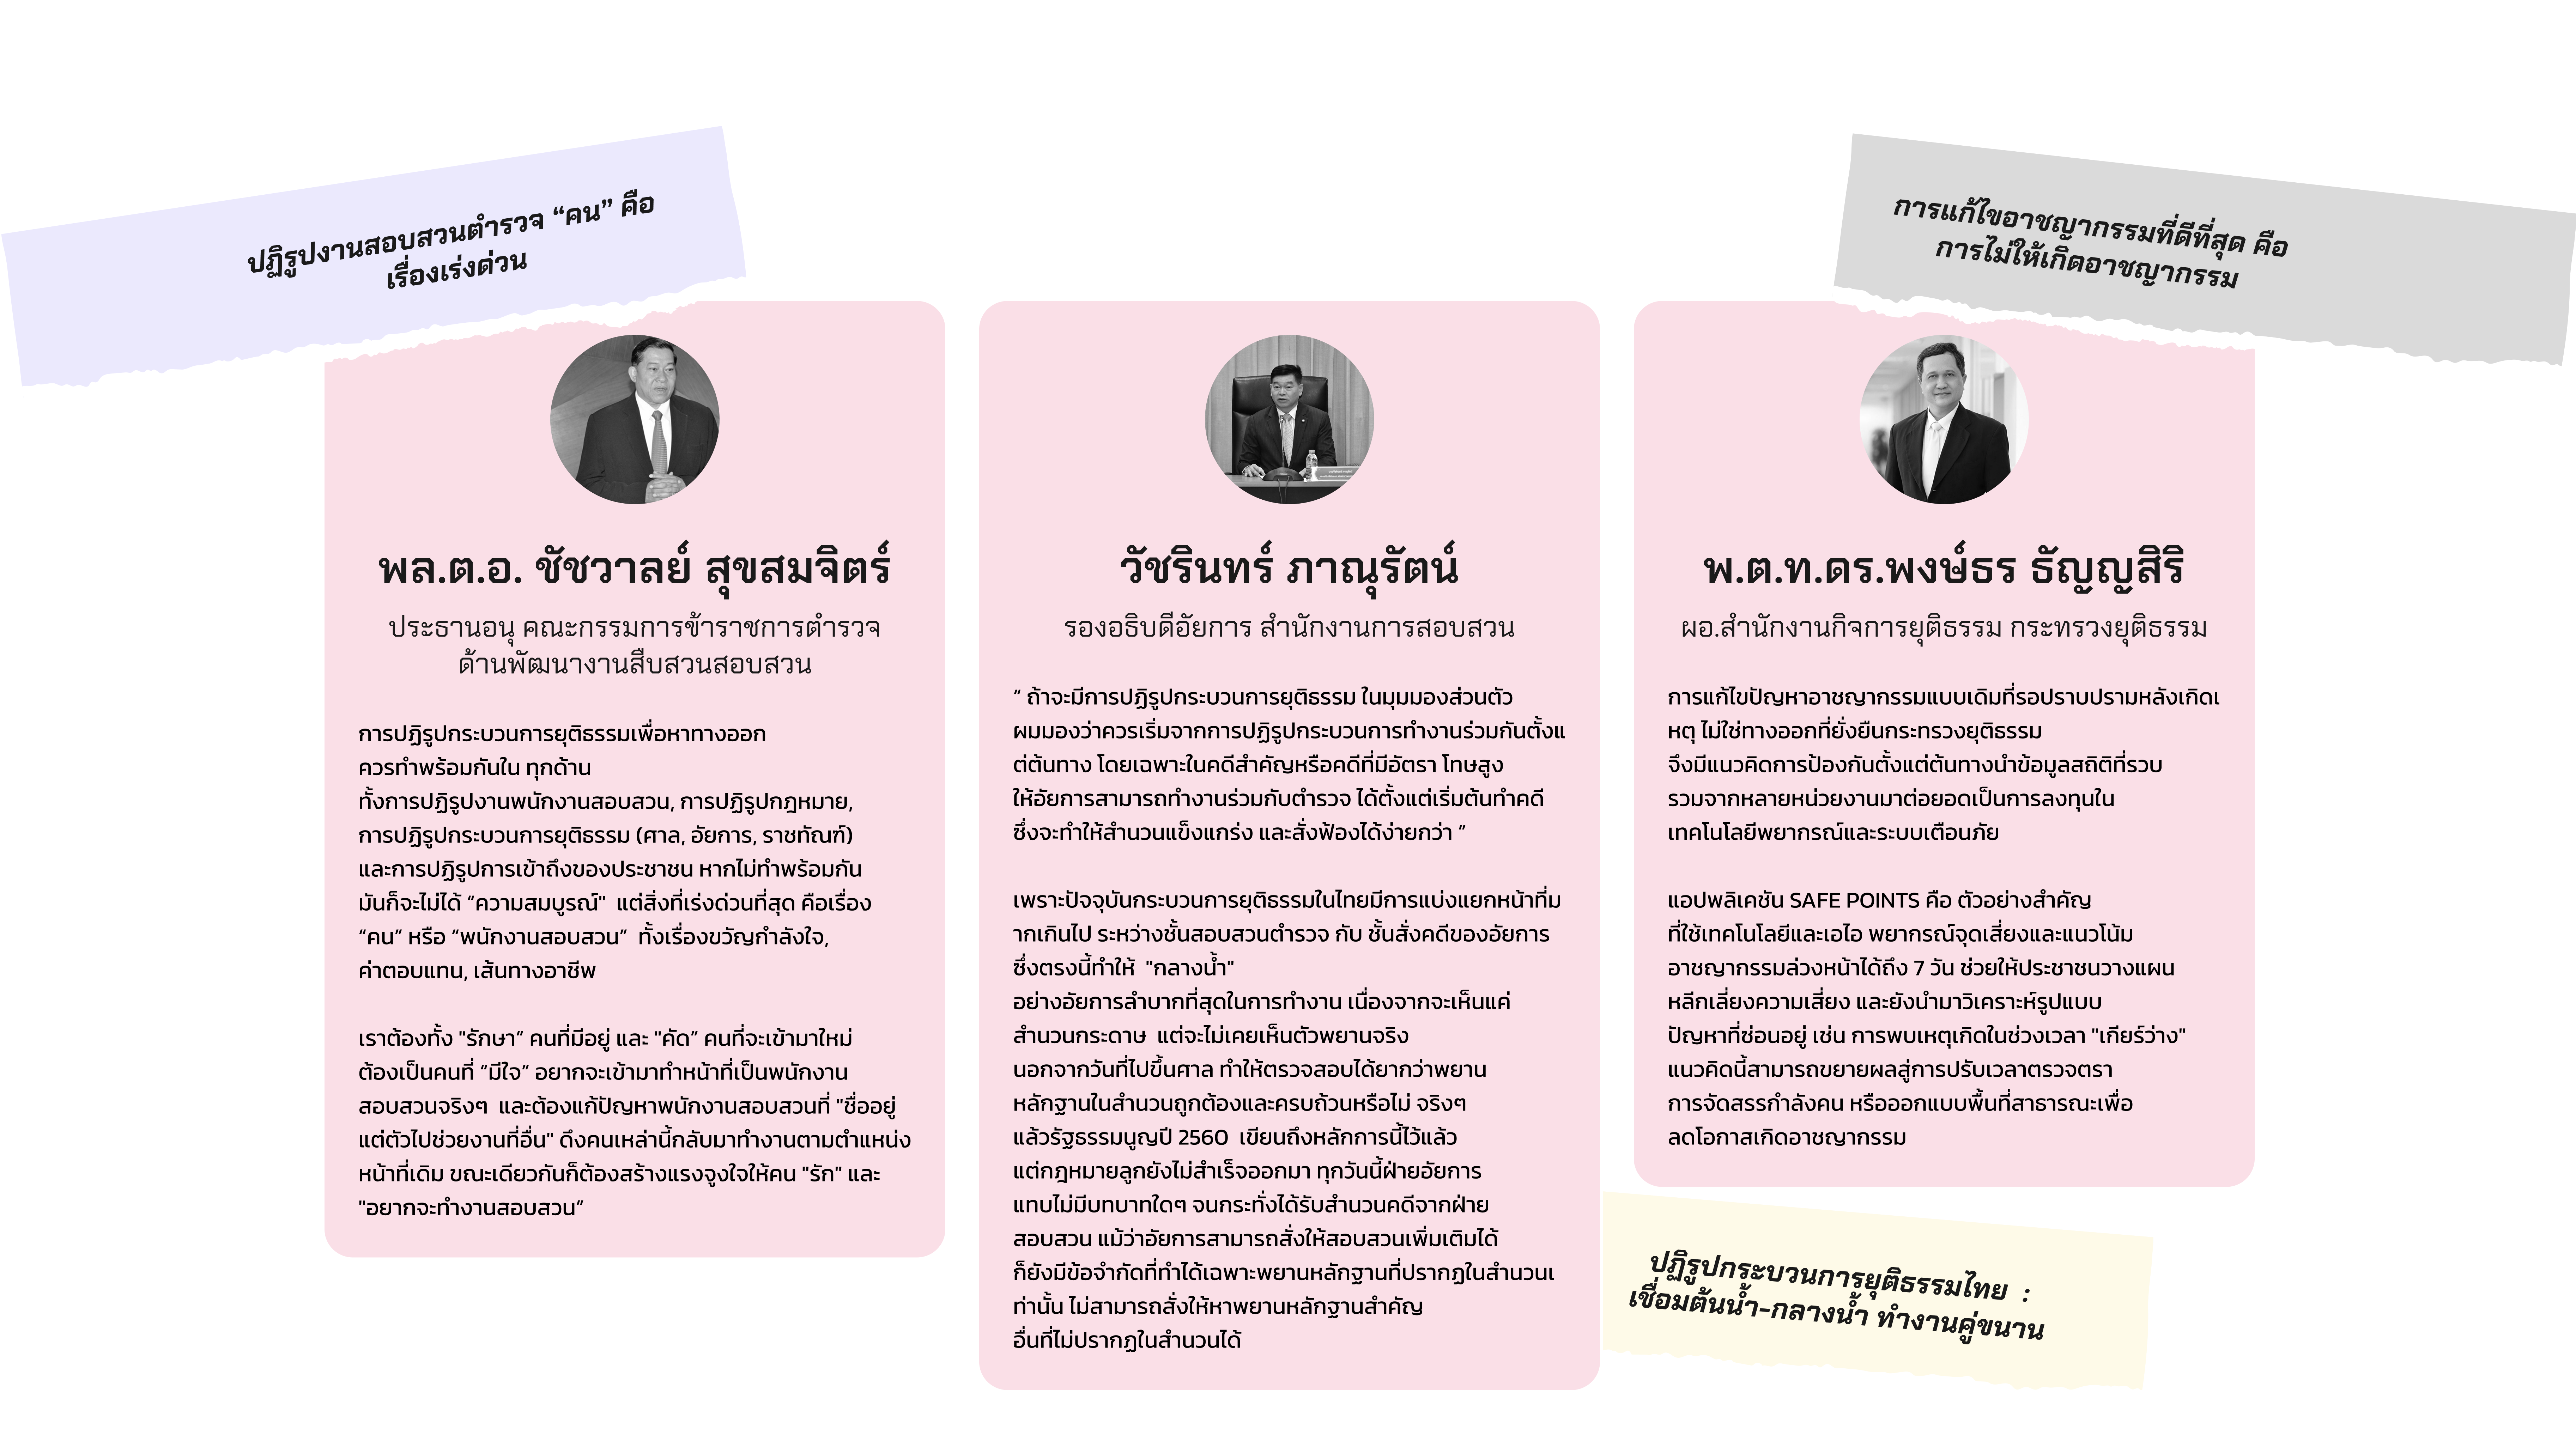 ปฏิรูปงานสอบสวนตำรวจ “คน” คือ
เรื่องเร่งด่วน
การแก้ไขอาชญากรรมที่ดีที่สุด คือ
การไม่ให้เกิดอาชญากรรม
พล.ต.อ. ชัชวาลย์ สุขสมจิตร์
ประธานอนุ คณะกรรมการข้าราชการตำรวจ
ด้านพัฒนางานสืบสวนสอบสวน
การปฏิรูปกระบวนการยุติธรรมเพื่อหาทางออก
ควรทำพร้อมกันใน ทุกด้าน
ทั้งการปฏิรูปงานพนักงานสอบสวน, การปฏิรูปกฎหมาย,
การปฏิรูปกระบวนการยุติธรรม (ศาล, อัยการ, ราชทัณฑ์)
และการปฏิรูปการเข้าถึงของประชาชน หากไม่ทำพร้อมกัน
มันก็จะไม่ได้ “ความสมบูรณ์"  แต่สิ่งที่เร่งด่วนที่สุด คือเรื่อง
“คน” หรือ “พนักงานสอบสวน”  ทั้งเรื่องขวัญกำลังใจ,
ค่าตอบแทน, เส้นทางอาชีพ
เราต้องทั้ง "รักษา” คนที่มีอยู่ และ "คัด” คนที่จะเข้ามาใหม่
ต้องเป็นคนที่ “มีใจ” อยากจะเข้ามาทำหน้าที่เป็นพนักงาน
สอบสวนจริงๆ  และต้องแก้ปัญหาพนักงานสอบสวนที่ "ชื่ออยู่
แต่ตัวไปช่วยงานที่อื่น" ดึงคนเหล่านี้กลับมาทำงานตามตำแหน่ง
หน้าที่เดิม ขณะเดียวกันก็ต้องสร้างแรงจูงใจให้คน "รัก" และ
"อยากจะทำงานสอบสวน”
วัชรินทร์ ภาณุรัตน์
รองอธิบดีอัยการ สำนักงานการสอบสวน
“ ถ้าจะมีการปฏิรูปกระบวนการยุติธรรม ในมุมมองส่วนตัว
ผมมองว่าควรเริ่มจากการปฏิรูปกระบวนการทำงานร่วมกันตั้งแ
ต่ต้นทาง โดยเฉพาะในคดีสำคัญหรือคดีที่มีอัตรา โทษสูง
ให้อัยการสามารถทำงานร่วมกับตำรวจ ได้ตั้งแต่เริ่มต้นทำคดี
ซึ่งจะทำให้สำนวนแข็งแกร่ง และสั่งฟ้องได้ง่ายกว่า ”
เพราะปัจจุบันกระบวนการยุติธรรมในไทยมีการแบ่งแยกหน้าที่ม
ากเกินไป ระหว่างชั้นสอบสวนตำรวจ กับ ชั้นสั่งคดีของอัยการ
ซึ่งตรงนี้ทำให้  "กลางน้ำ"
อย่างอัยการลำบากที่สุดในการทำงาน เนื่องจากจะเห็นแค่
สำนวนกระดาษ  แต่จะไม่เคยเห็นตัวพยานจริง
นอกจากวันที่ไปขึ้นศาล ทำให้ตรวจสอบได้ยากว่าพยาน
หลักฐานในสำนวนถูกต้องและครบถ้วนหรือไม่ จริงๆ
แล้วรัฐธรรมนูญปี 2560  เขียนถึงหลักการนี้ไว้แล้ว
แต่กฎหมายลูกยังไม่สำเร็จออกมา ทุกวันนี้ฝ่ายอัยการ
แทบไม่มีบทบาทใดๆ จนกระทั่งได้รับสำนวนคดีจากฝ่าย
สอบสวน แม้ว่าอัยการสามารถสั่งให้สอบสวนเพิ่มเติมได้
ก็ยังมีข้อจำกัดที่ทำได้เฉพาะพยานหลักฐานที่ปรากฏในสำนวนเ
ท่านั้น ไม่สามารถสั่งให้หาพยานหลักฐานสำคัญ
อื่นที่ไม่ปรากฏในสำนวนได้
พ.ต.ท.ดร.พงษ์ธร ธัญญสิริ
ผอ.สำนักงานกิจการยุติธรรม กระทรวงยุติธรรม
การแก้ไขปัญหาอาชญากรรมแบบเดิมที่รอปราบปรามหลังเกิดเ
หตุ ไม่ใช่ทางออกที่ยั่งยืนกระทรวงยุติธรรม
จึงมีแนวคิดการป้องกันตั้งแต่ต้นทางนำข้อมูลสถิติที่รวบ
รวมจากหลายหน่วยงานมาต่อยอดเป็นการลงทุนใน
เทคโนโลยีพยากรณ์และระบบเตือนภัย
แอปพลิเคชัน SAFE POINTS คือ ตัวอย่างสำคัญ
ที่ใช้เทคโนโลยีและเอไอ พยากรณ์จุดเสี่ยงและแนวโน้ม
อาชญากรรมล่วงหน้าได้ถึง 7 วัน ช่วยให้ประชาชนวางแผน
หลีกเลี่ยงความเสี่ยง และยังนำมาวิเคราะห์รูปแบบ
ปัญหาที่ซ่อนอยู่ เช่น การพบเหตุเกิดในช่วงเวลา "เกียร์ว่าง"
แนวคิดนี้สามารถขยายผลสู่การปรับเวลาตรวจตรา
การจัดสรรกำลังคน หรือออกแบบพื้นที่สาธารณะเพื่อ
ลดโอกาสเกิดอาชญากรรม
ปฏิรูปกระบวนการยุติธรรมไทย  :
เชื่อมต้นน้ำ-กลางน้ำ ทำงานคู่ขนาน